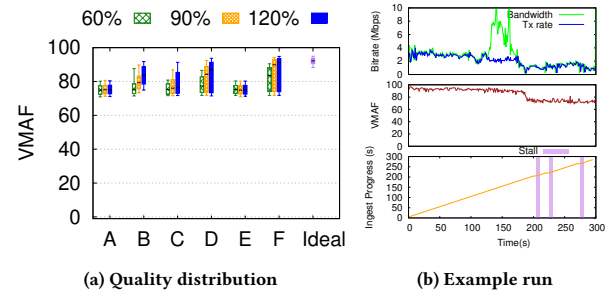 60% 90% 120%
VMAF
100
80
60
40
20
0
A B C D E F Ideal
(a) Quality distribution
Bitrate (Mbps)
10
8
6
4
2
0
Bandwidth
Tx rate
VMAF
100
80
60
40
20
0
Stall
Ingest Progress (s)
300
250
200
150
100
50
0
0 50 100 150 200 250 300
Time(s)
(b) Example run